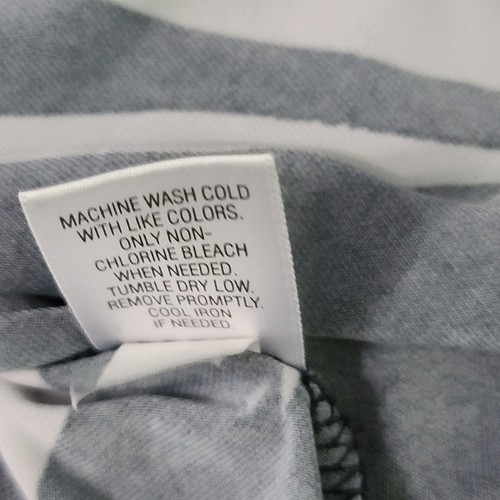 MACHINE WASH COLD
WITH LIKE COLORS.
ONLY NON-
CHLORINE BLEACH
WHEN NEEDED.
TUMBLE DRY LOW.
REMOVE PROMPTLY.
COOL IRON
IF NEEDED.